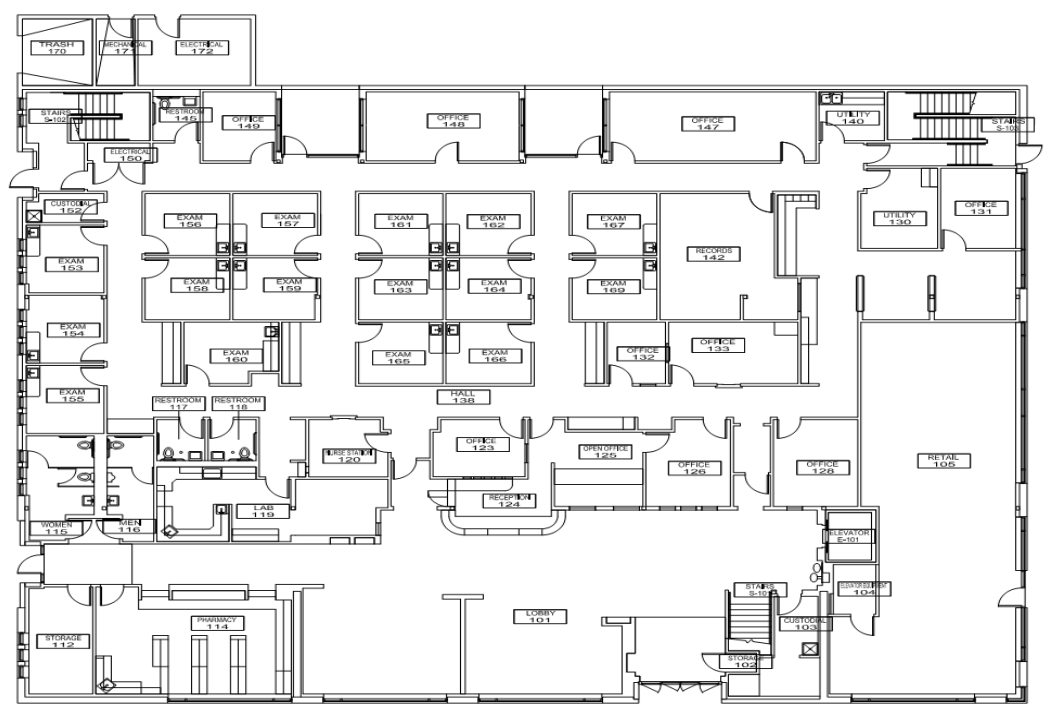 TRASH
170
MECHANICAL
171
ELECTRICAL
172
STAIRS
S-102
RESTROOM
145
OFFICE
149
OFFICE
148
OFFICE
147
UTILITY
140
STAIRS
S-103
ELECTRICAL
150
CUSTODIAL
152
EXAM
156
EXAM
157
EXAM
161
EXAM
162
EXAM
167
UTILITY
130
OFFICE
131
RECORDS
142
EXAM
153
EXAM
158
EXAM
159
EXAM
163
EXAM
164
EXAM
169
EXAM
154
EXAM
160
EXAM
165
EXAM
166
OFFICE
132
OFFICE
133
EXAM
155
RESTROOM
117
RESTROOM
118
HALL
138
NURSE STATION
120
OFFICE
123
OPEN OFFICE
125
OFFICE
126
OFFICE
128
RETAIL
105
RECEPTION
124
LAB
119
WOMEN
115
MEN
116
ELEVATOR
E-101
STAIRS
S-101
ELEVATOR EQUIPMENT
104
STORAGE
112
PHARMACY
114
LOBBY
101
CUSTODIAL
103
STORAGE
102